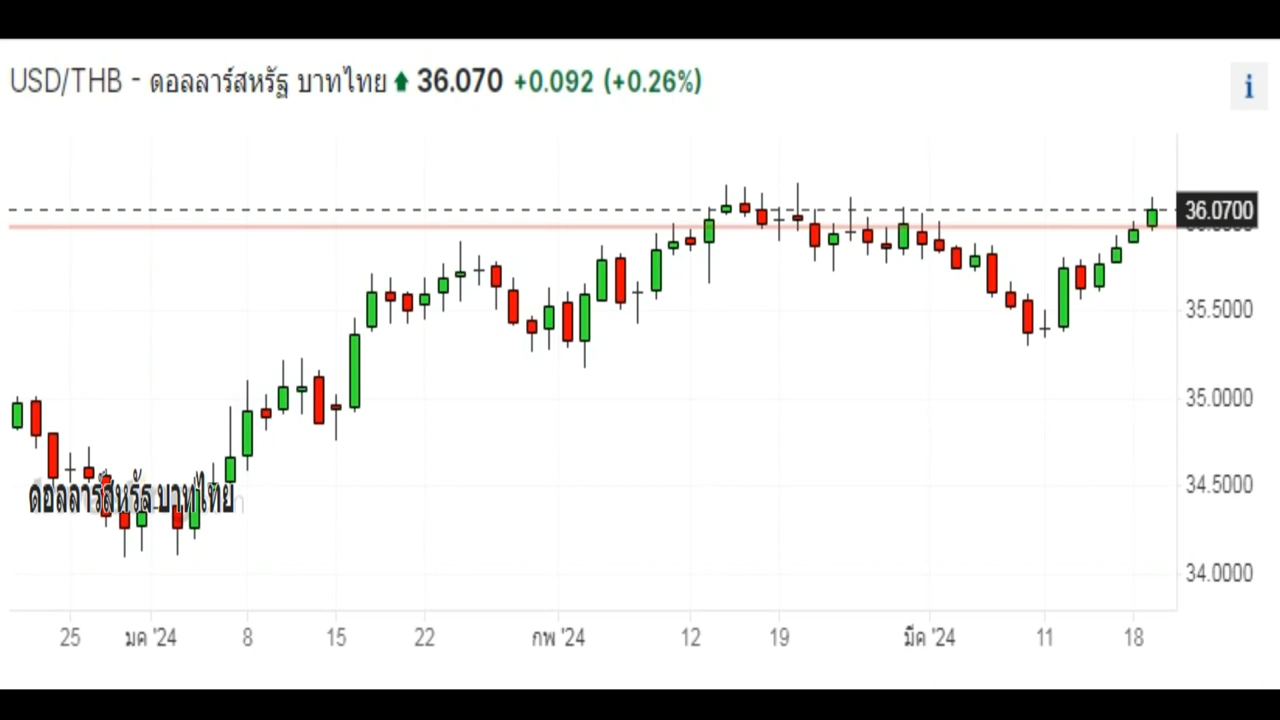 USD/THB - ดอลลาร์สหรัฐ บาทไทย 36.070 +0.092 (+0.26%)
i
36.0700
35.5000
35.0000
34.5000
34.0000
ดอลลาร์สหรัฐ บาทไทย
25 มค '24 8 15 22 กพ '24 12 19 มีค '24 11 18